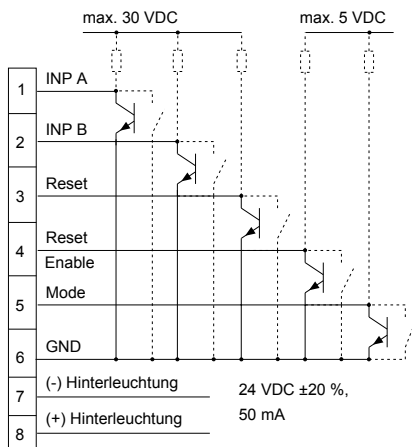 max. 30 VDC
max. 5 VDC
1
INP A
2
INP B
3
Reset
4
Reset
Enable
5
Mode
6
GND
7
(-) Hinterleuchtung
24 VDC ±20 %,
50 mA
8
(+) Hinterleuchtung